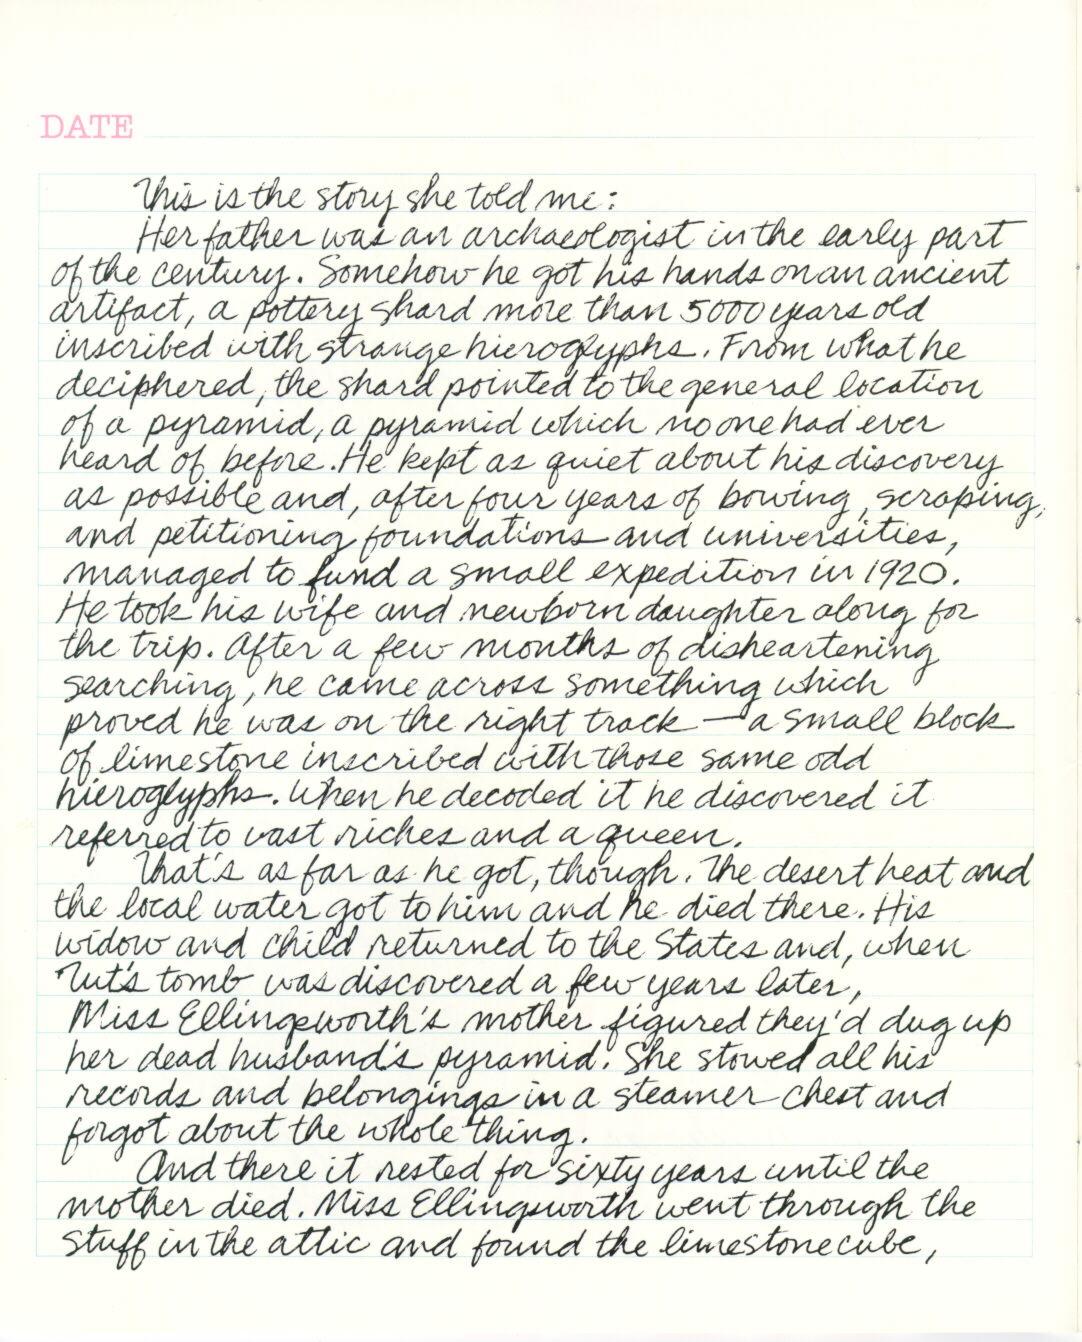 DATE
This is the story she told me:
Her father was an archaeologist in the early part
of the century. Somehow he got his hands on an ancient
artifact, a pottery shard more than 5000 years old
inscribed with strange hieroglyphs. From what he
deciphered, the shard pointed to the general location
of a pyramid, a pyramid which no one had ever
heard of before. He kept as quiet about his discovery
as possible and, after four years of bowing, scraping,
and petitioning foundations and universities,
managed to fund a small expedition in 1920.
He took his wife and newborn daughter along for
the trip. After a few months of disheartening
searching, he came across something which
proved he was on the right track — a small block
of limestone inscribed with those same odd
hieroglyphs. When he decoded it he discovered it
referred to vast riches and a queen.
That's as far as he got, though. The desert heat and
the local water got to him and he died there. His
widow and child returned to the States and, when
Tut's tomb was discovered a few years later,
Miss Ellingsworth's mother figured they'd dug up
her dead husband's pyramid. She stowed all his
records and belongings in a steamer chest and
forgot about the whole thing.
And there it rested for sixty years until the
mother died. Miss Ellingsworth went through the
stuff in the attic and found the limestone cube,